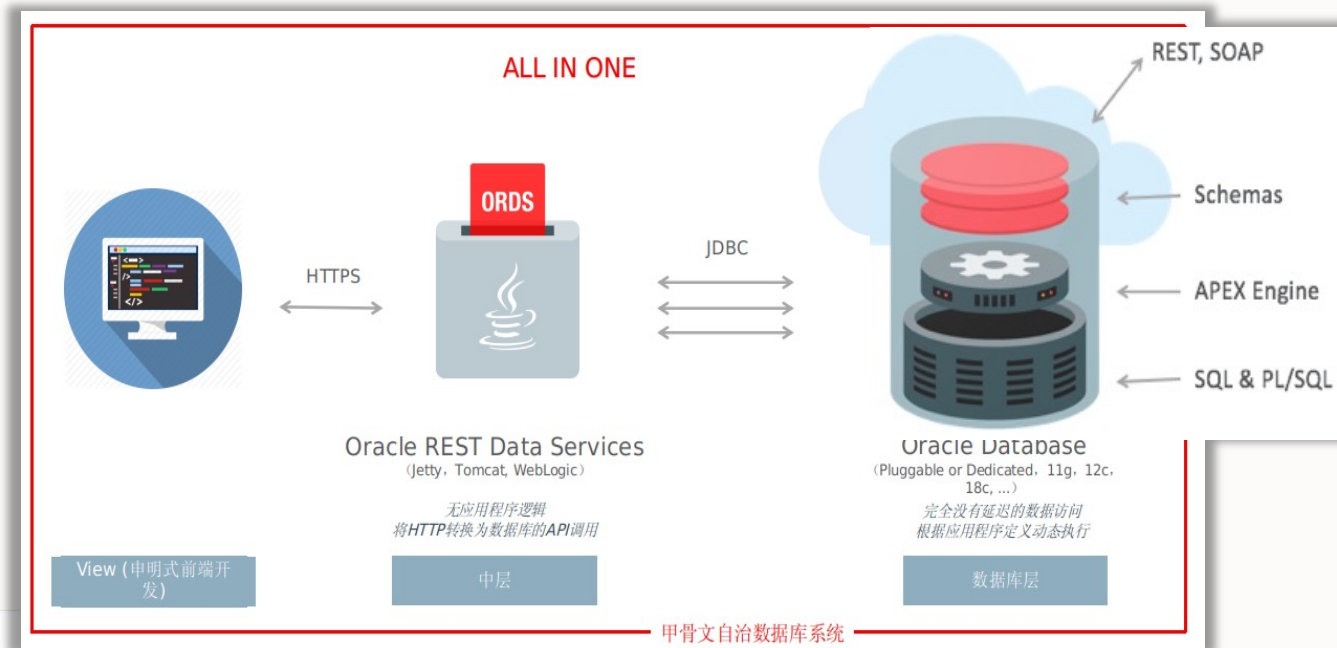 ALL IN ONE
REST, SOAP
ORDS
Schemas
JDBC
HTTPS
APEX Engine
SQL & PL/SQL
Oracle REST Data Services
(Jetty，Tomcat, WebLogic）
无应用程序逻辑
将HTTP转换为数据库的API调用
Oracle Database
（Pluggable or Dedicated，11g，12c，
18c, ...）
完全没有延迟的数据访问
根据应用程序定义动态执行
View (申明式前端开
发)
中层
数据库层
甲骨文自治数据库系统